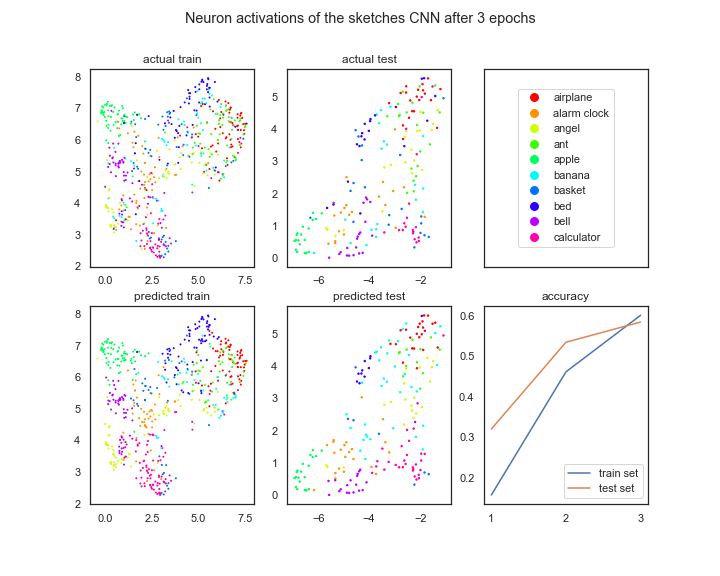 Neuron activations of the sketches CNN after 3 epochs
actual train
8
7
6
5
4
3
2
0.0 2.5 5.0 7.5
actual test
5
4
3
2
1
0
−6 −4 −2
airplane
alarm clock
angel
ant
apple
banana
basket
bed
bell
calculator
predicted train
8
7
6
5
4
3
2
0.0 2.5 5.0 7.5
predicted test
5
4
3
2
1
0
−6 −4 −2
accuracy
0.6
0.5
0.4
0.3
0.2
train set
test set
1 2 3